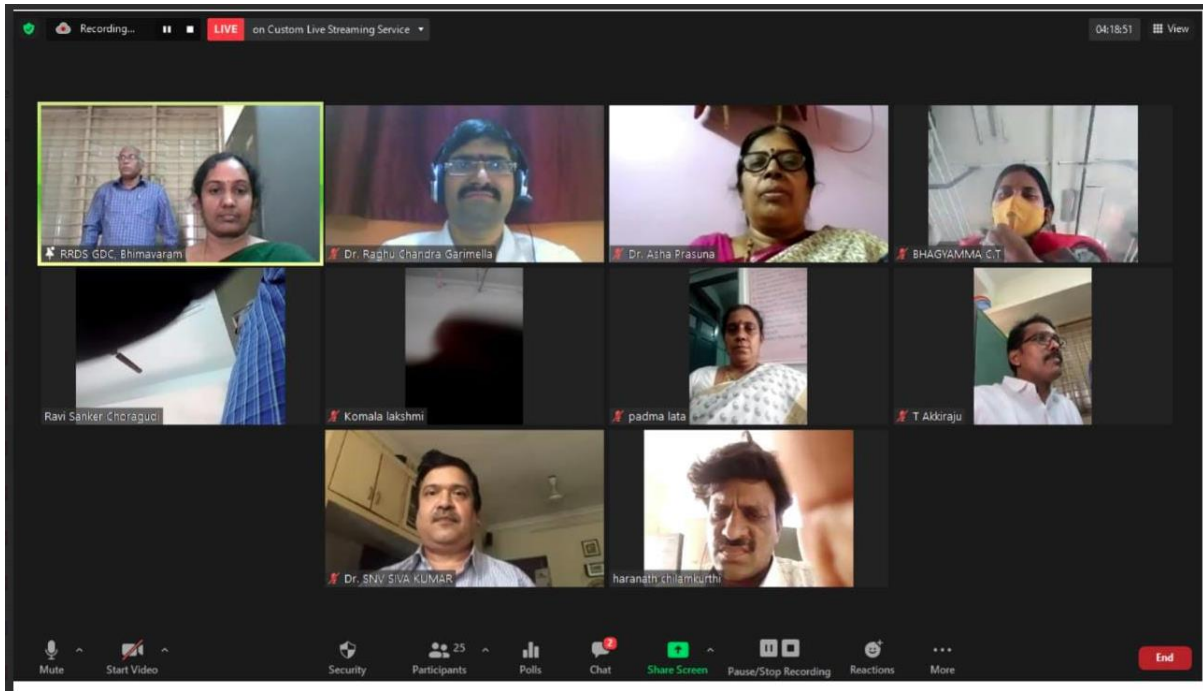 Recording... LIVE on Custom Live Streaming Service 04:18:51 View
RRDS GDC, Bhimavaram
Dr. Raghu Chandra Garimella
Dr. Asha Prasuna
BHAGYAMMA C.T
Ravi Sanker Choragudi
Komala lakshmi
padma lata
T Akkiraju
Dr. SNV SIVA KUMAR
haranath chilamkurthi
25 2
Mute Start Video Security Participants Polls Chat Share Screen Pause/Stop Recording Reactions More End